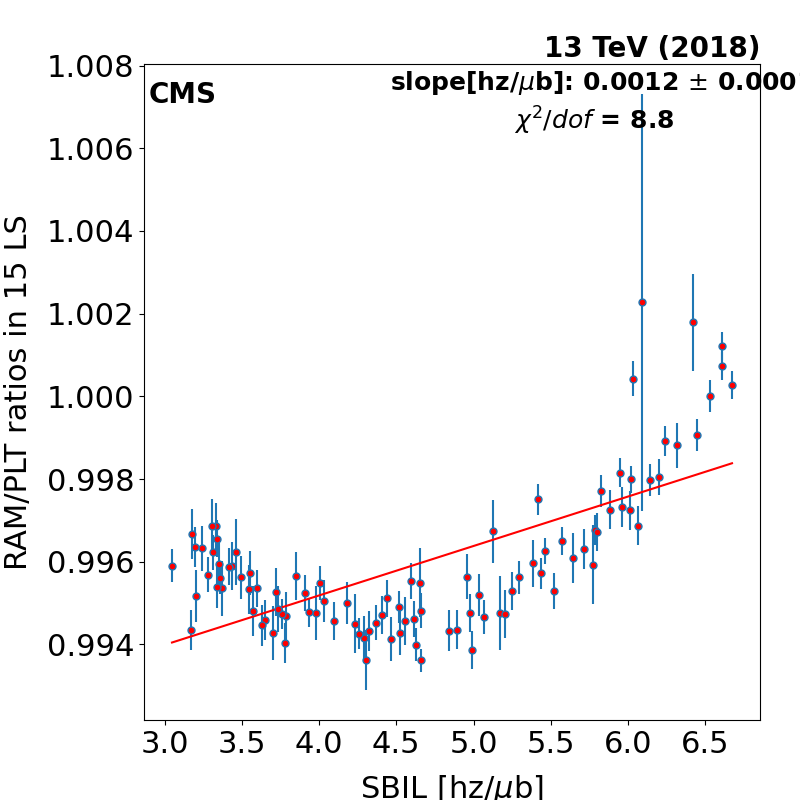 13 TeV (2018)
CMS
slope[hz/μb]: 0.0012 ± 0.000
χ²/dof = 8.8
RAM/PLT ratios in 15 LS
1.008
1.006
1.004
1.002
1.000
0.998
0.996
0.994
3.0 3.5 4.0 4.5 5.0 5.5 6.0 6.5
SBIL [hz/μb]